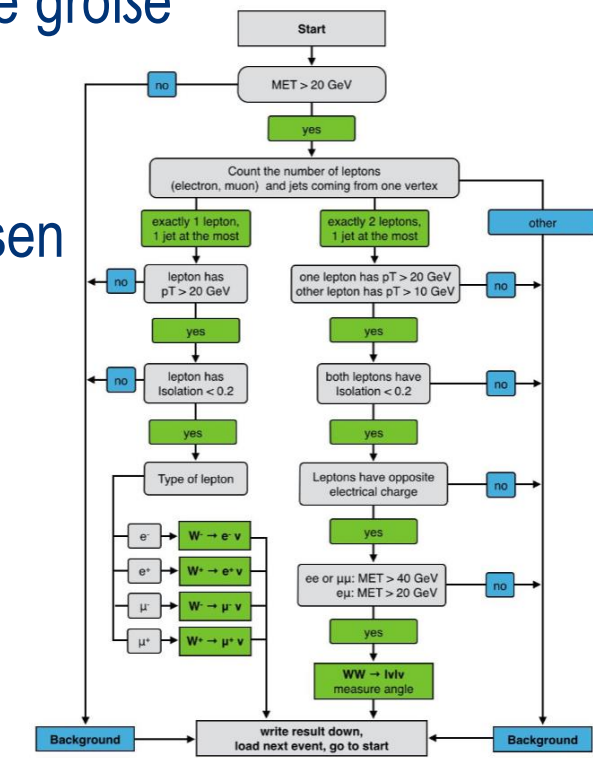 e große
sen
Start
no
MET > 20 GeV
yes
Count the number of leptons
(electron, muon) and jets coming from one vertex
exactly 1 lepton,
1 jet at the most
exactly 2 leptons,
1 jet at the most
other
no
lepton has
pT > 20 GeV
one lepton has pT > 20 GeV
other lepton has pT > 10 GeV
no
yes
yes
no
lepton has
Isolation < 0.2
both leptons have
Isolation < 0.2
no
yes
yes
Type of lepton
Leptons have opposite
electrical charge
no
yes
e⁻
W⁻ → e⁻ v
e⁺
W⁺ → e⁺ v
μ⁻
W⁻ → μ⁻ v
μ⁺
W⁺ → μ⁺ v
ee or μμ: MET > 40 GeV
eμ: MET > 20 GeV
no
yes
WW → lvlv
measure angle
Background
write result down,
load next event, go to start
Background